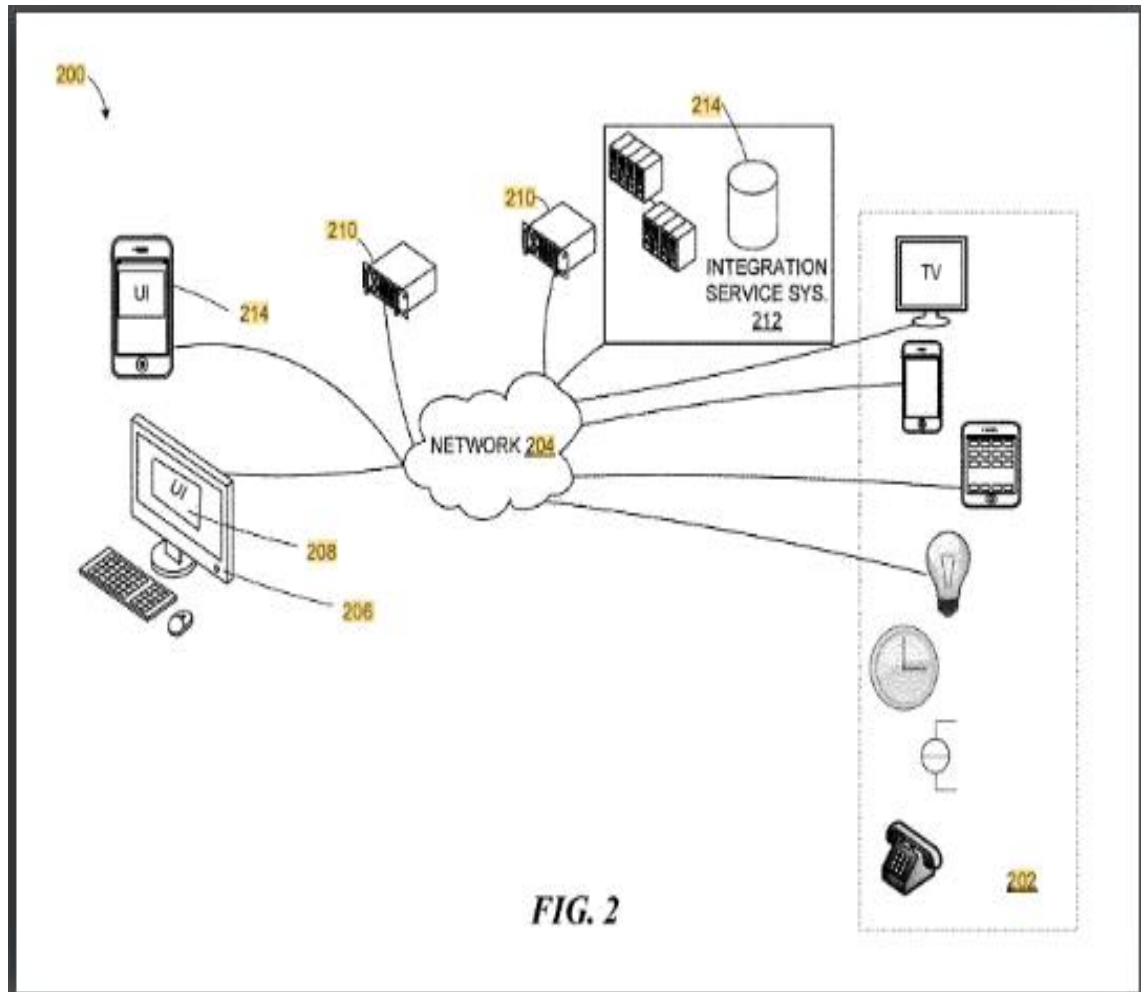 200
214
210
210
INTEGRATION
SERVICE SYS.
212
TV
UI
214
NETWORK 204
UI
208
206
202
FIG. 2